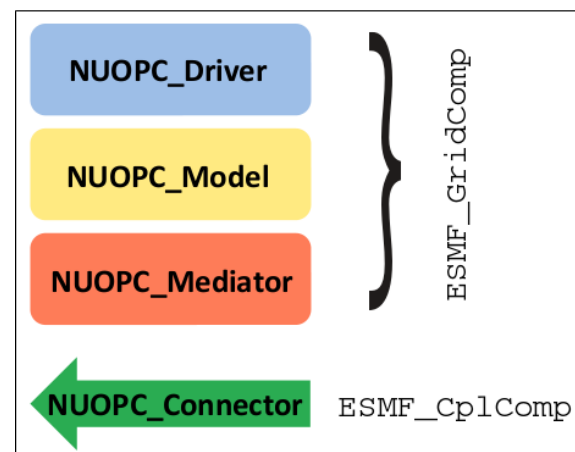 NUOPC_Driver
NUOPC_Model
NUOPC_Mediator
ESMF_GridComp
NUOPC_Connector
ESMF_CplComp